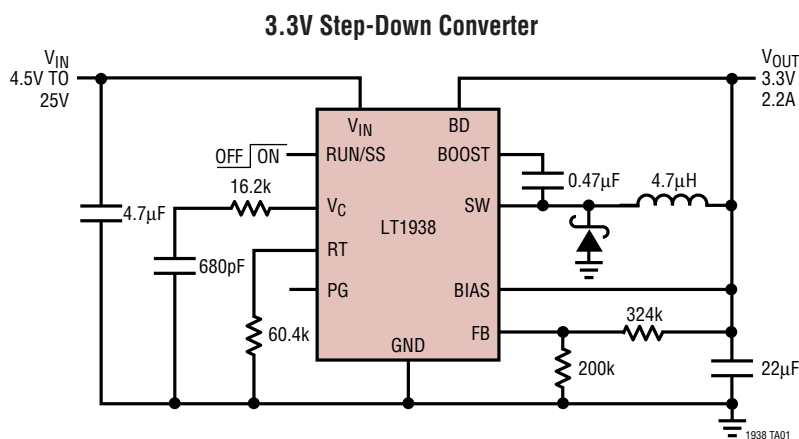 3.3V Step-Down Converter
VIN
4.5V TO
25V
VOUT
3.3V
2.2A
VIN
BD
OFF ON
RUN/SS
BOOST
16.2k
0.47µF
4.7µH
4.7µF
VC
SW
LT1938
680pF
RT
PG
BIAS
60.4k
324k
GND
FB
200k
22µF
1938 TA01